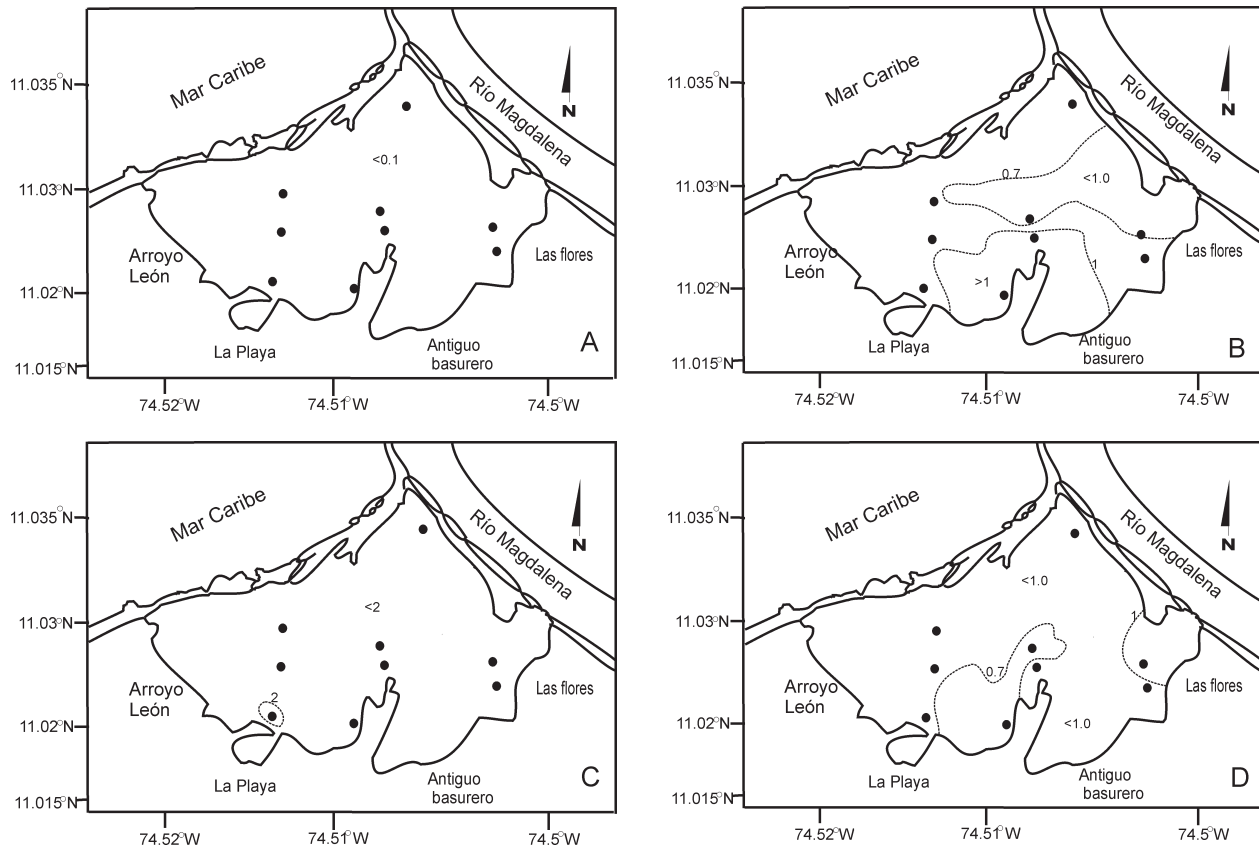 Mar Caribe
Río Magdalena
N
11.035°N
11.03°N
11.02°N
11.015°N
<0.1
Arroyo
León
Las flores
La Playa
Antiguo
basurero
A
74.52°W
74.51°W
74.5°W
Mar Caribe
Río Magdalena
N
11.035°N
11.03°N
11.02°N
11.015°N
0.7
<1.0
Arroyo
León
>1
1
Las flores
La Playa
Antiguo
basurero
B
74.52°W
74.51°W
74.5°W
Mar Caribe
Río Magdalena
N
11.035°N
11.03°N
11.02°N
11.015°N
<2
Arroyo
León
2
Las flores
La Playa
Antiguo
basurero
C
74.52°W
74.51°W
74.5°W
Mar Caribe
Río Magdalena
N
11.035°N
11.03°N
11.02°N
11.015°N
<1.0
1
0.7
Arroyo
León
<1.0
Las flores
La Playa
Antiguo
basurero
D
74.52°W
74.51°W
74.5°W